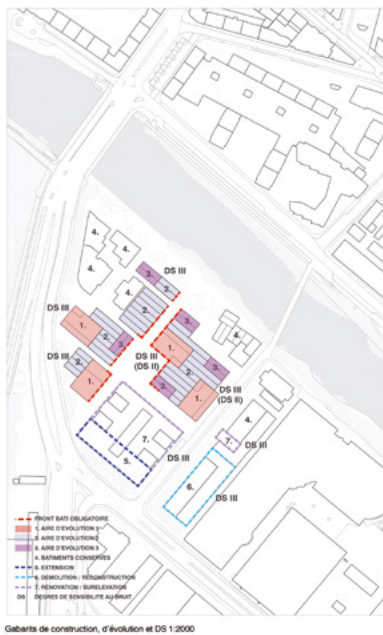 4.
4.
4.
3.
DS III
2.
4.
DS III
1.
2.
2.
3.
3.
4.
DS III
2.
1.
DS III
(DS II)
1.
2.
3.
3.
1.
DS III
(DS II)
4.
7.
DS III
7.
DS III
5.
6.
DS III
FRONT BATI OBLIGATOIRE
1. AIRE D'EVOLUTION 1
2. AIRE D'EVOLUTION 2
3. AIRE D'EVOLUTION 3
4. BATIMENTS CONSERVES
5. EXTENSION
6. DEMOLITION / RECONSTRUCTION
7. RENOVATION / SURELEVATION
DS DEGRES DE SENSIBILITE AU BRUIT
Gabarits de construction, d'évolution et DS 1:2000